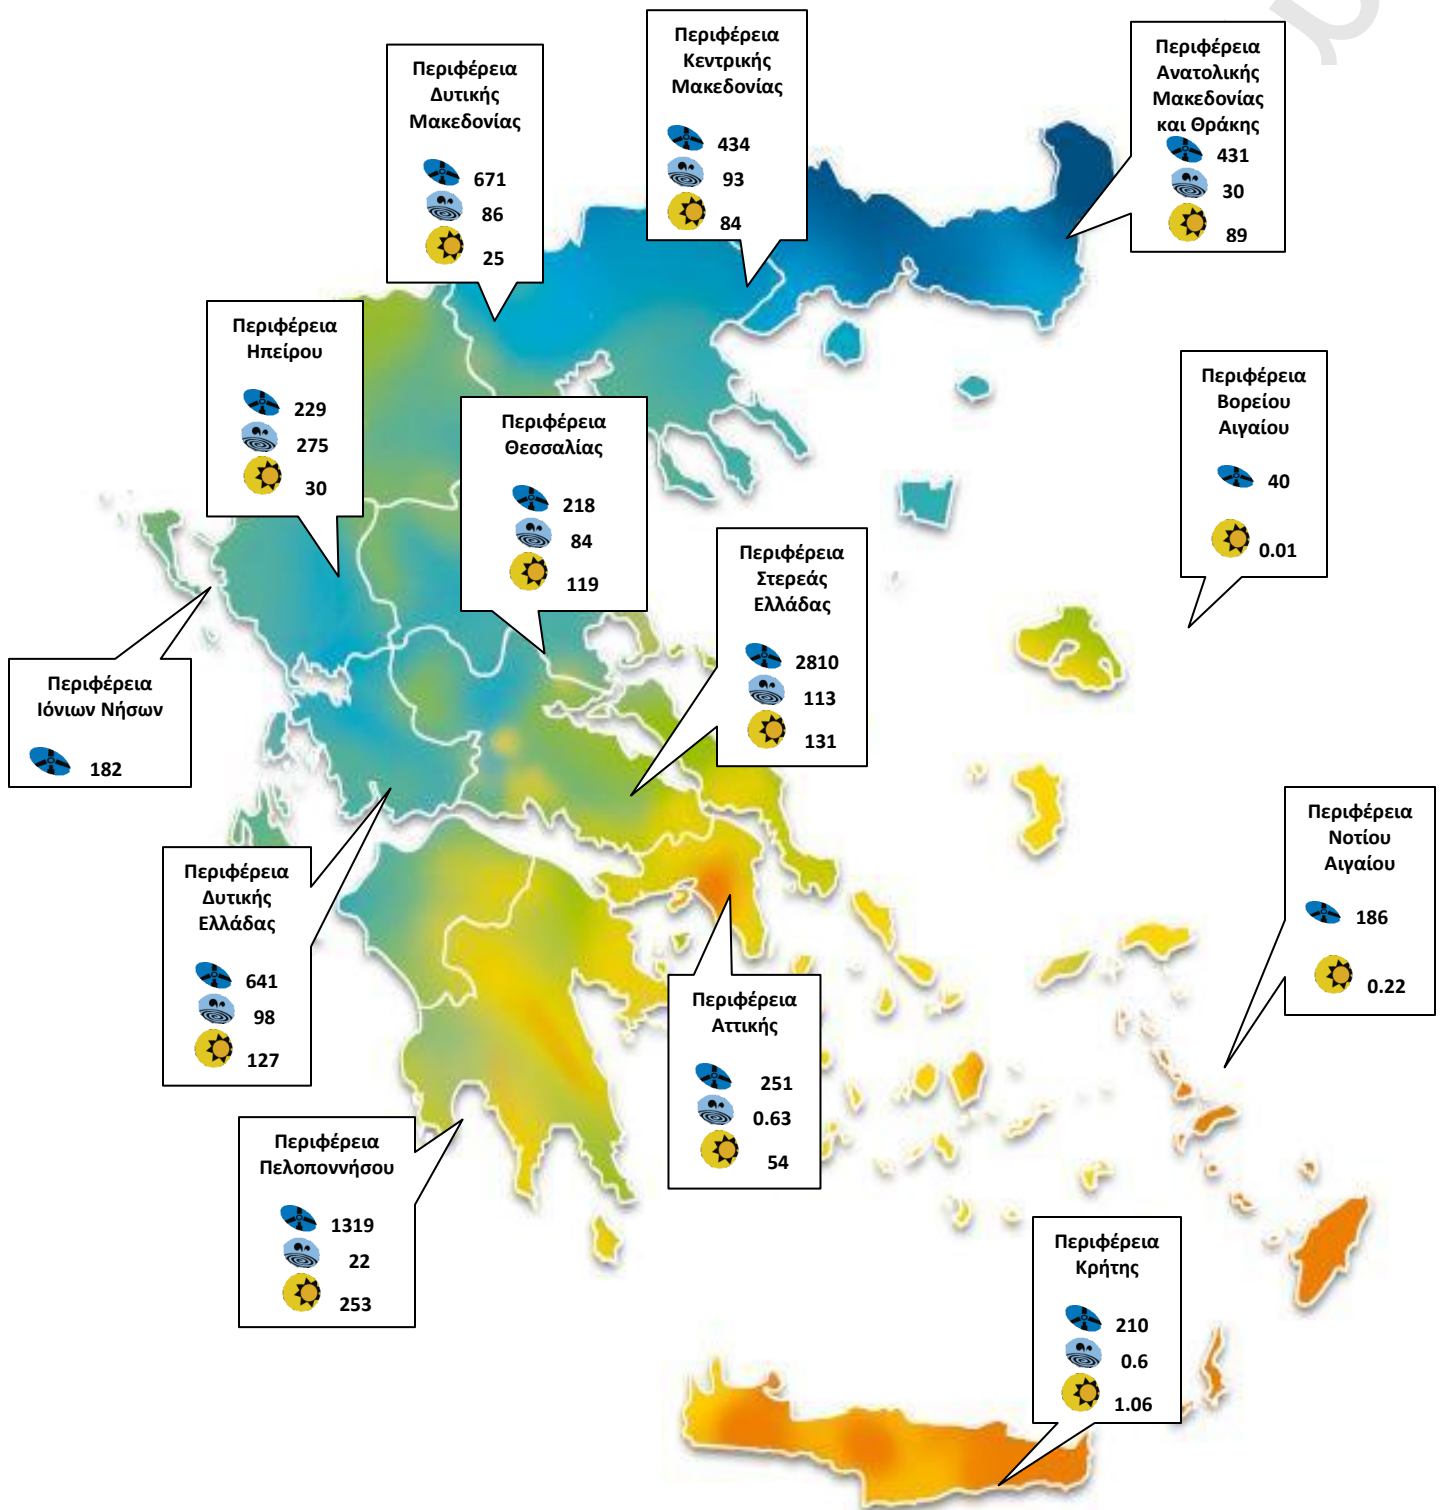 Περιφέρεια
Κεντρικής
Μακεδονίας
434
93
84
Περιφέρεια
Ανατολικής
Μακεδονίας
και Θράκης
431
30
89
Περιφέρεια
Δυτικής
Μακεδονίας
671
86
25
Περιφέρεια
Ηπείρου
229
275
30
Περιφέρεια
Βορείου
Αιγαίου
40
0.01
Περιφέρεια
Θεσσαλίας
218
84
119
Περιφέρεια
Στερεάς
Ελλάδας
2810
113
131
Περιφέρεια
Ιόνιων Νήσων
182
Περιφέρεια
Νοτίου
Αιγαίου
186
0.22
Περιφέρεια
Δυτικής
Ελλάδας
641
98
127
Περιφέρεια
Αττικής
251
0.63
54
Περιφέρεια
Πελοποννήσου
1319
22
253
Περιφέρεια
Κρήτης
210
0.6
1.06